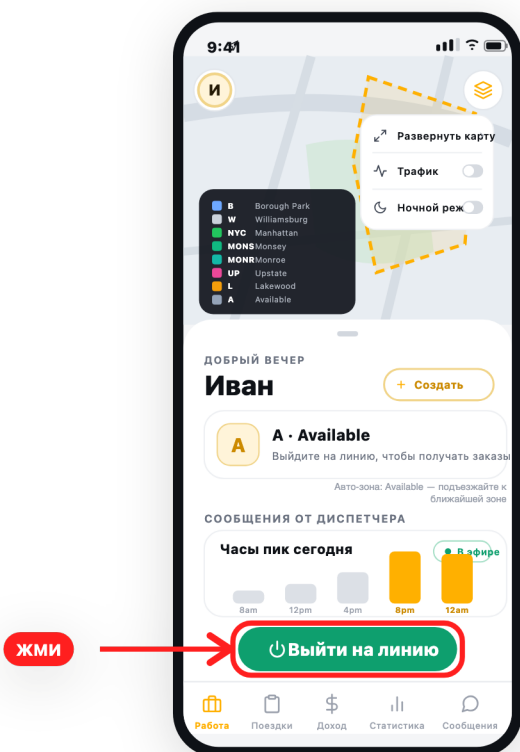 9:41
И
Развернуть карту
Трафик
Ночной реж
B Borough Park
W Williamsburg
NYC Manhattan
MONS Monsey
MONR Monroe
UP Upstate
L Lakewood
A Available
ДОБРЫЙ ВЕЧЕР
Иван
+ Создать
A
A · Available
Выйдите на линию, чтобы получать заказы
Авто-зона: Available — подъезжайте к
ближайшей зоне
СООБЩЕНИЯ ОТ ДИСПЕТЧЕРА
Часы пик сегодня
В эфире
8am 12pm 4pm 8pm 12am
ЖМИ
Выйти на линию
Работа Поездки Доход Статистика Сообщения